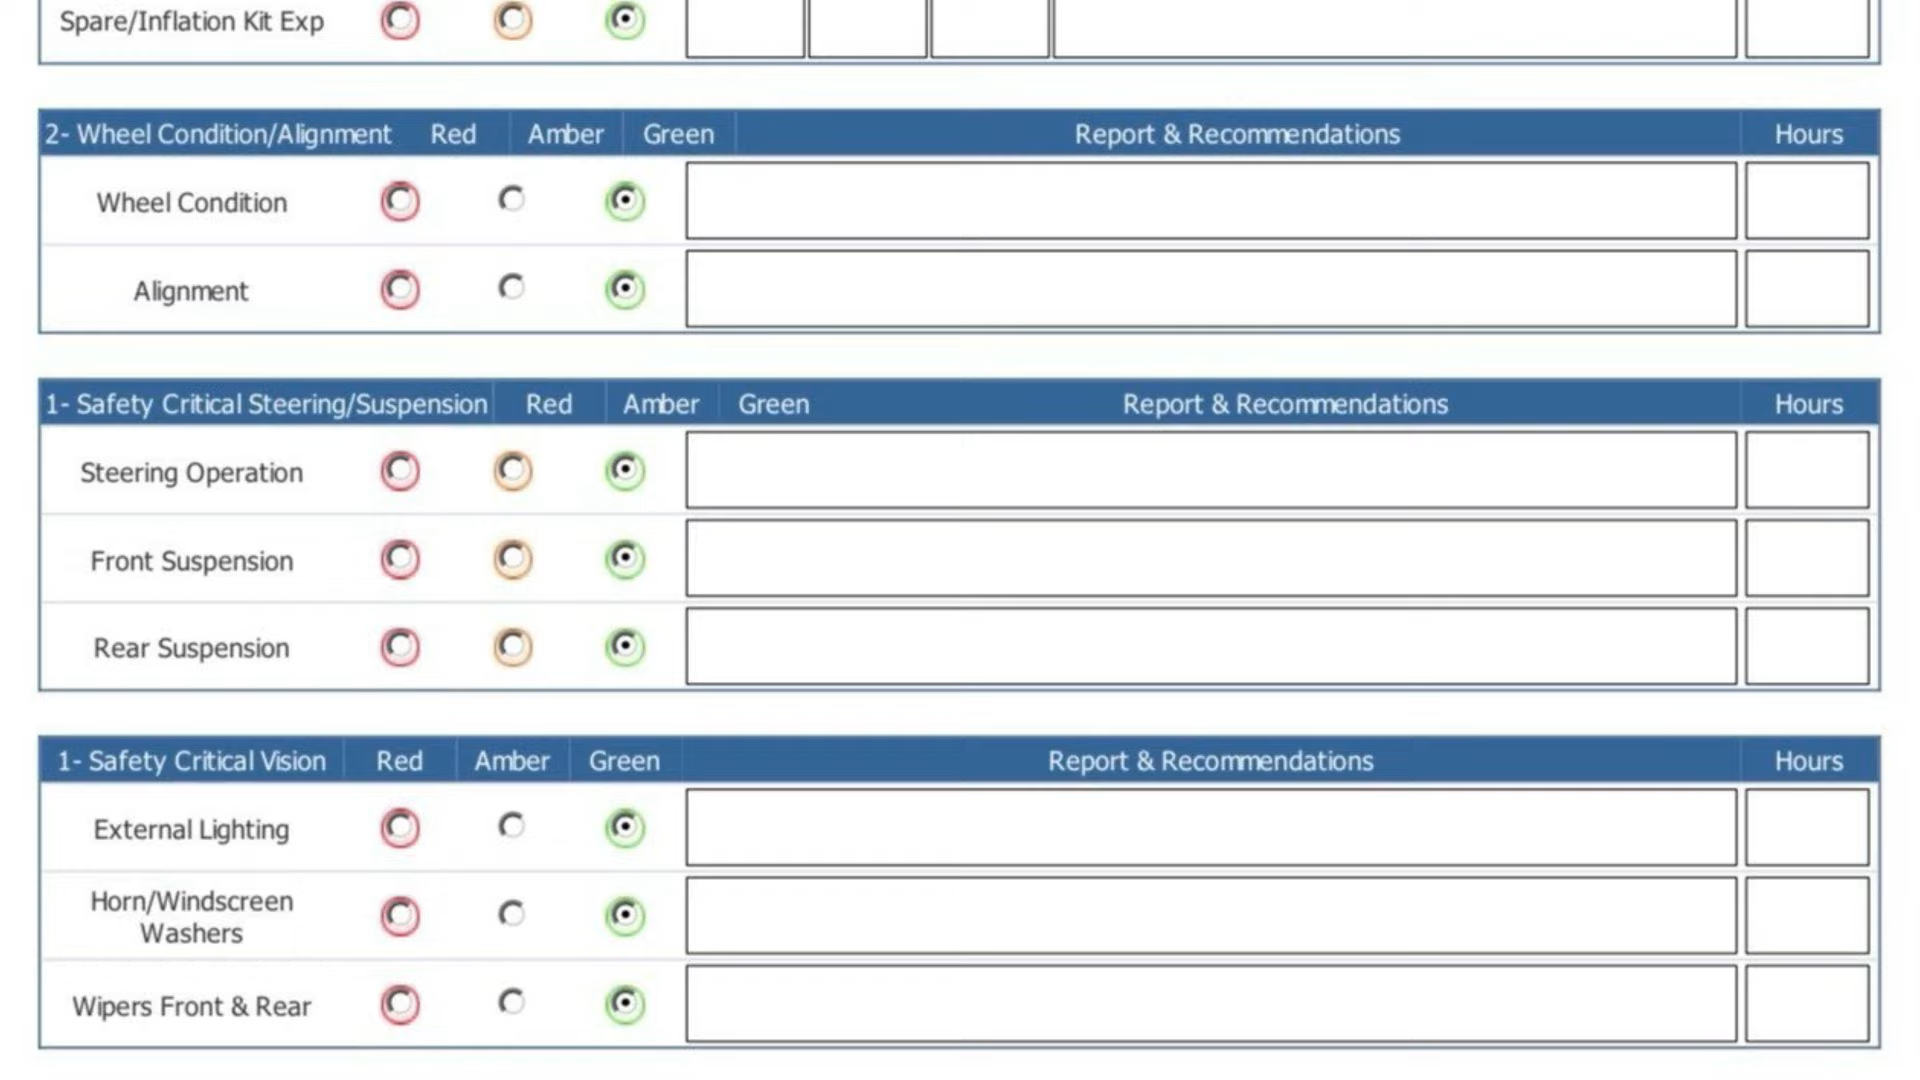 Spare/Inflation Kit Exp
2- Wheel Condition/Alignment Red Amber Green Report & Recommendations Hours
Wheel Condition
Alignment
1- Safety Critical Steering/Suspension Red Amber Green Report & Recommendations Hours
Steering Operation
Front Suspension
Rear Suspension
1- Safety Critical Vision Red Amber Green Report & Recommendations Hours
External Lighting
Horn/Windscreen
Washers
Wipers Front & Rear